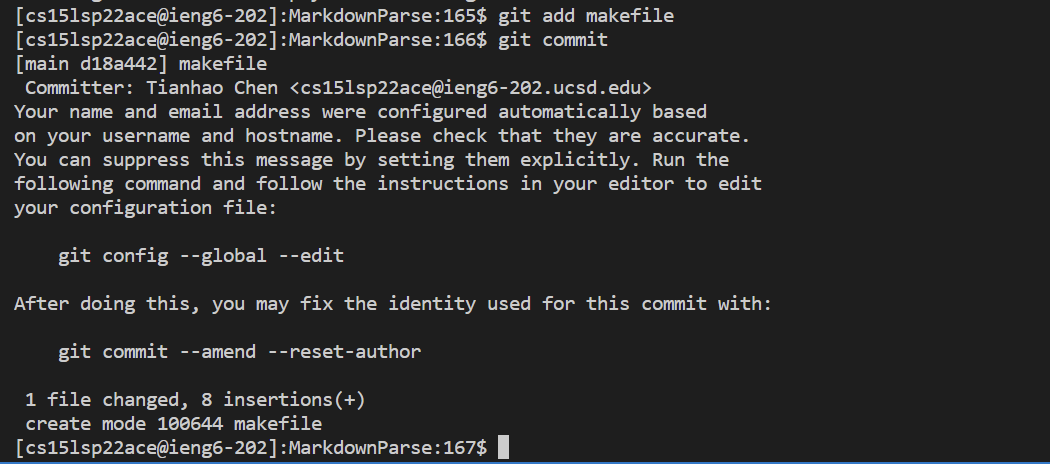 [cs15lsp22ace@ieng6-202]:MarkdownParse:165$ git add makefile
[cs15lsp22ace@ieng6-202]:MarkdownParse:166$ git commit
[main d18a442] makefile
 Committer: Tianhao Chen <cs15lsp22ace@ieng6-202.ucsd.edu>
Your name and email address were configured automatically based
on your username and hostname. Please check that they are accurate.
You can suppress this message by setting them explicitly. Run the
following command and follow the instructions in your editor to edit
your configuration file:

    git config --global --edit

After doing this, you may fix the identity used for this commit with:

    git commit --amend --reset-author

 1 file changed, 8 insertions(+)
 create mode 100644 makefile
[cs15lsp22ace@ieng6-202]:MarkdownParse:167$